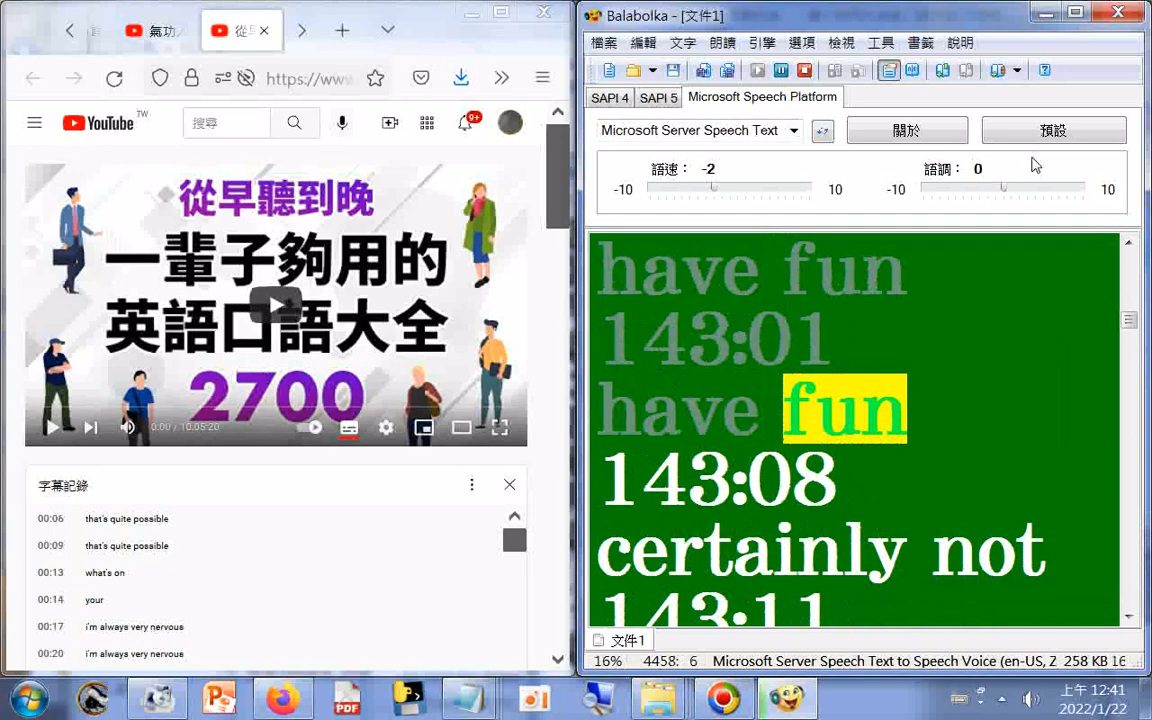 氣功
從
https://www
YouTube TW
搜尋
9+
從早聽到晚
一輩子夠用的
英語口語大全
2700
0:00 / 10:05:20
字幕記錄
00:06 that's quite possible
00:09 that's quite possible
00:13 what's on
00:14 your
00:17 i'm always very nervous
00:20 i'm always very nervous
Balabolka - [文件1]
檔案 編輯 文字 朗讀 引擎 選項 檢視 工具 書籤 說明
SAPI 4 SAPI 5 Microsoft Speech Platform
Microsoft Server Speech Text 關於 預設
語速： -2 語調： 0
-10 10 -10 10
have fun
143:01
have fun
143:08
certainly not
143:11
文件1
16% 4458: 6 Microsoft Server Speech Text to Speech Voice (en-US, Z 258 KB 16
PDF
上午 12:41
2022/1/22